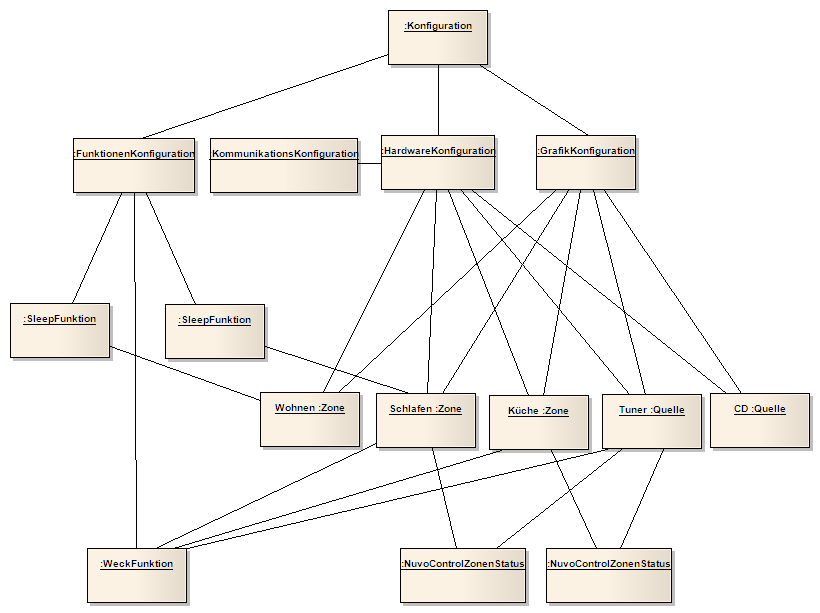 :Konfiguration
:FunktionenKonfiguration
:KommunikationsKonfiguration
:HardwareKonfiguration
:GrafikKonfiguration
:SleepFunktion
:SleepFunktion
Wohnen :Zone
Schlafen :Zone
Küche :Zone
Tuner :Quelle
CD :Quelle
:WeckFunktion
:NuvoControlZonenStatus
:NuvoControlZonenStatus